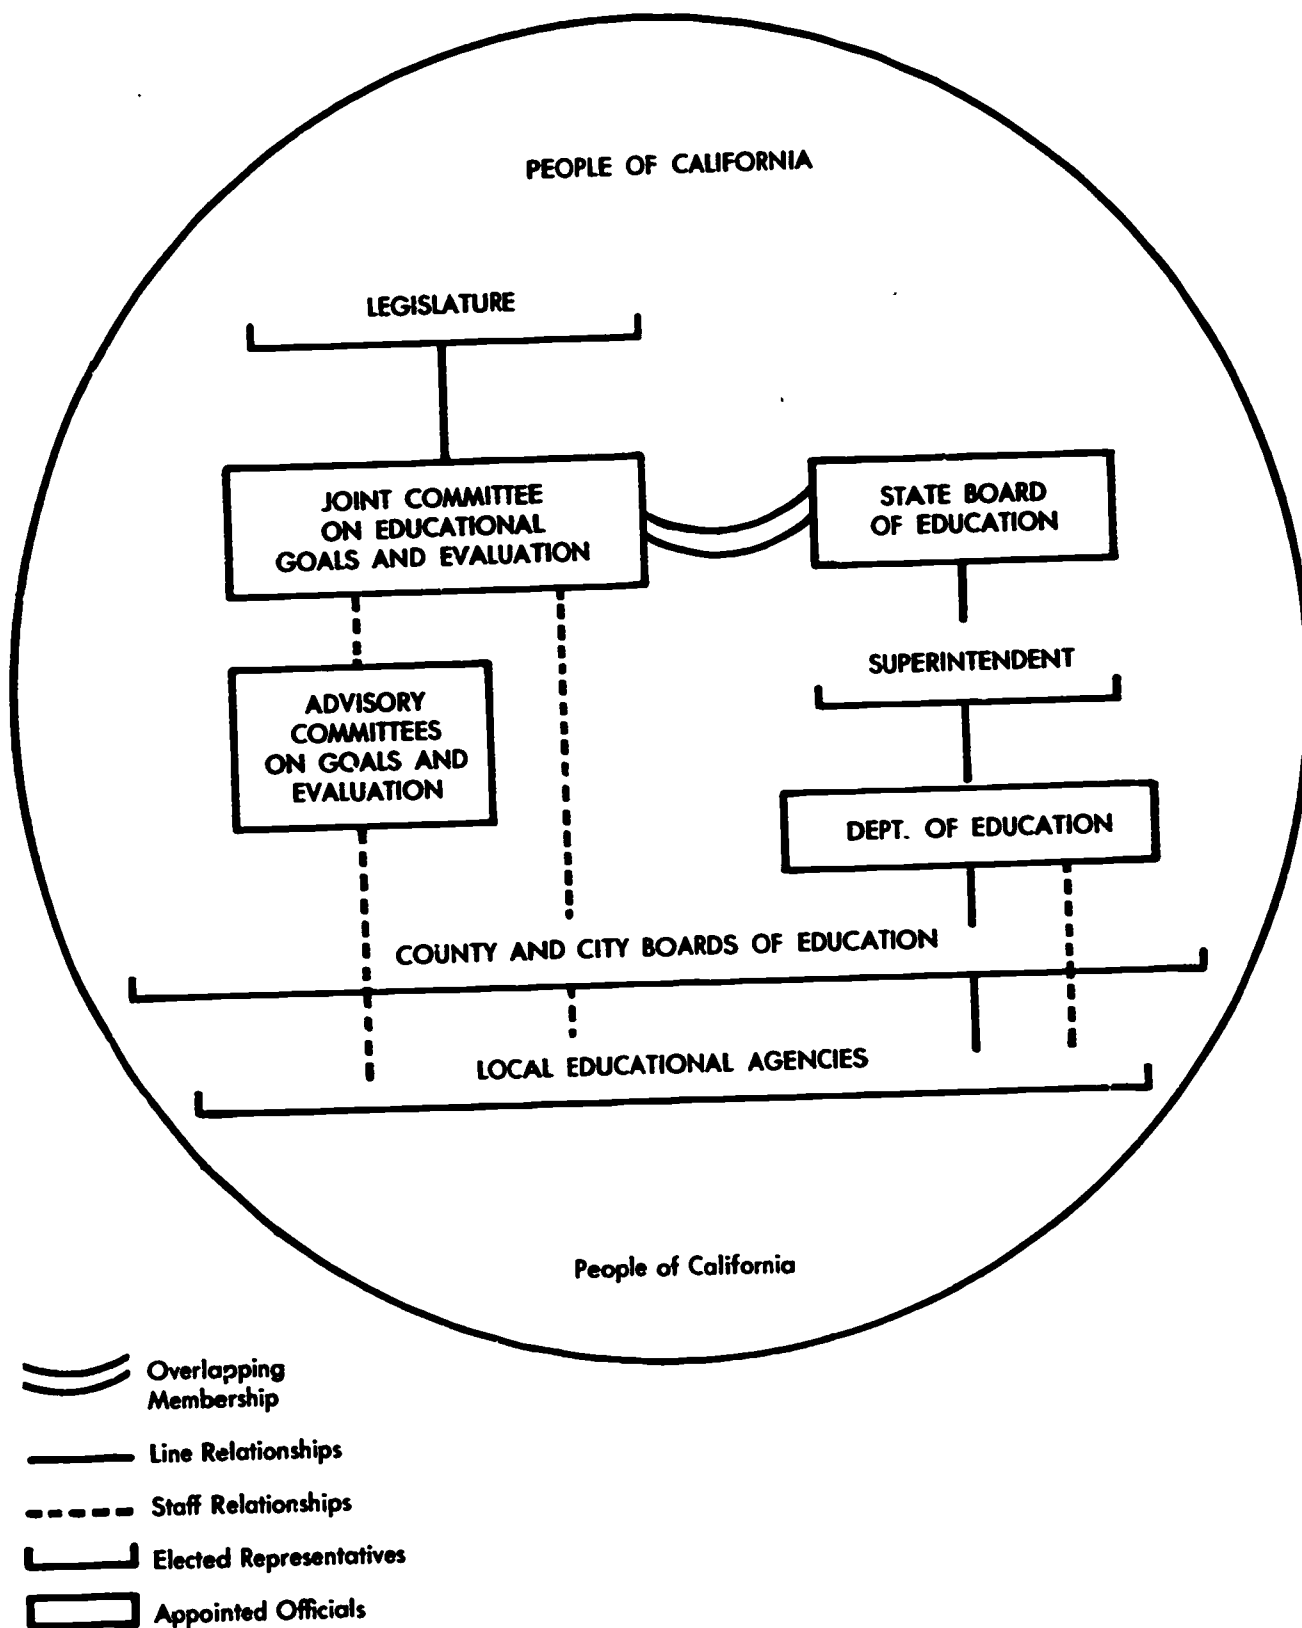 PEOPLE OF CALIFORNIA
LEGISLATURE
JOINT COMMITTEE
ON EDUCATIONAL
GOALS AND EVALUATION
STATE BOARD
OF EDUCATION
SUPERINTENDENT
ADVISORY
COMMITTEES
ON GOALS AND
EVALUATION
DEPT. OF EDUCATION
COUNTY AND CITY BOARDS OF EDUCATION
LOCAL EDUCATIONAL AGENCIES
People of California
Overlapping
Membership
Line Relationships
Staff Relationships
Elected Representatives
Appointed Officials